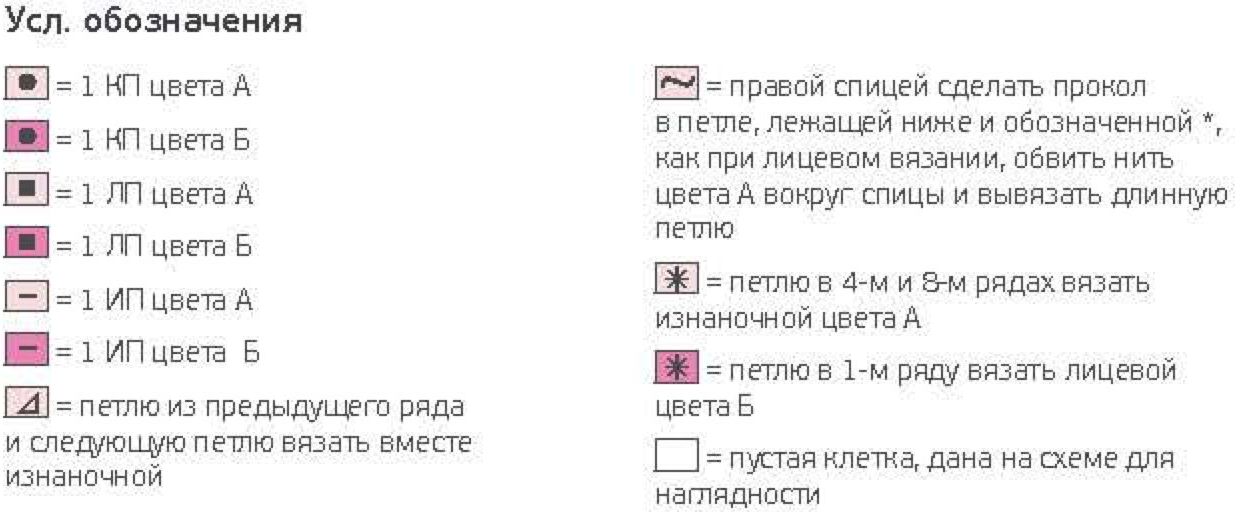 Усл. обозначения
= 1 КП цвета А
= 1 КП цвета Б
= 1 ЛП цвета А
= 1 ЛП цвета Б
= 1 ИП цвета А
= 1 ИП цвета Б
= петлю из предыдущего ряда
и следующую петлю вязать вместе
изнаночной
= правой спицей сделать прокол
в петле, лежащей ниже и обозначенной *,
как при лицевом вязании, обвить нить
цвета А вокруг спицы и вывязать длинную
петлю
= петлю в 4-м и 8-м рядах вязать
изнаночной цвета А
= петлю в 1-м ряду вязать лицевой
цвета Б
= пустая клетка, дана на схеме для
наглядности